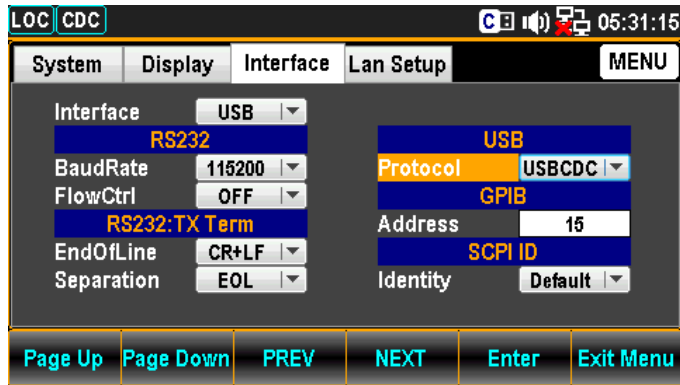 LOC CDC C 05:31:15
System Display Interface Lan Setup MENU
Interface USB
RS232 USB
BaudRate 115200 Protocol USBCDC
FlowCtrl OFF GPIB
RS232:TX Term Address 15
EndOfLine CR+LF SCPI ID
Separation EOL Identity Default
Page Up Page Down PREV NEXT Enter Exit Menu